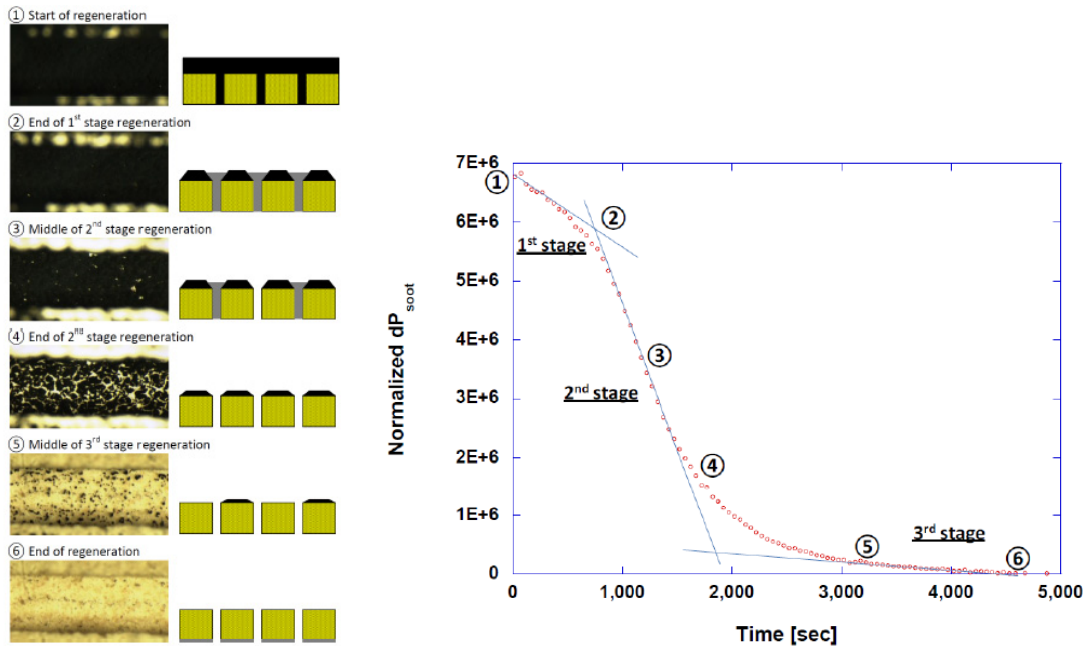 ① Start of regeneration
② End of 1st stage regeneration
③ Middle of 2nd stage regeneration
④ End of 2nd stage regeneration
⑤ Middle of 3rd stage regeneration
⑥ End of regeneration
7E+6
6E+6
5E+6
4E+6
3E+6
2E+6
1E+6
0
Normalized dPsoot
①
②
1st stage
③
2nd stage
④
⑤
3rd stage
⑥
0
1,000
2,000
3,000
4,000
5,000
Time [sec]